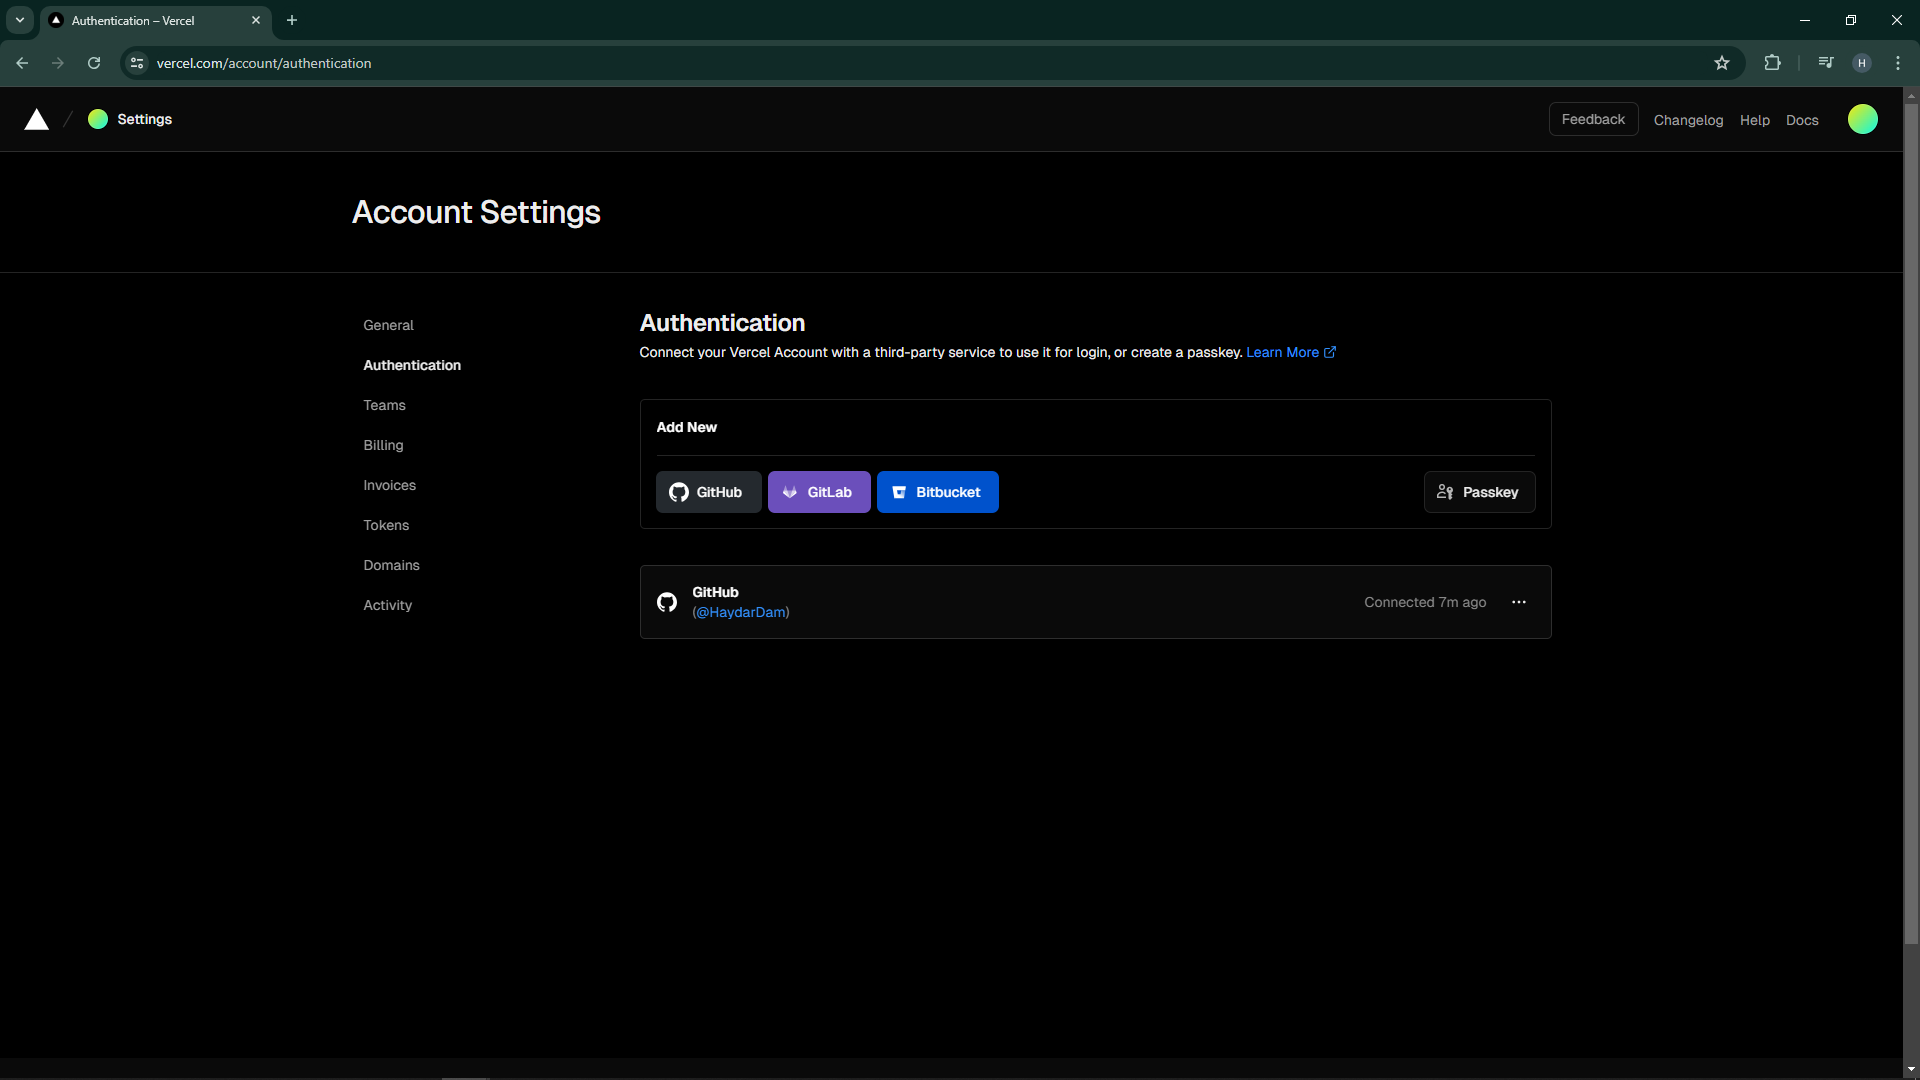 Authentication – Vercel
vercel.com/account/authentication
H
Settings
Feedback
Changelog
Help
Docs
Account Settings
General
Authentication
Teams
Billing
Invoices
Tokens
Domains
Activity
Authentication
Connect your Vercel Account with a third-party service to use it for login, or create a passkey. Learn More
Add New
GitHub
GitLab
Bitbucket
Passkey
GitHub
(@HaydarDam)
Connected 7m ago